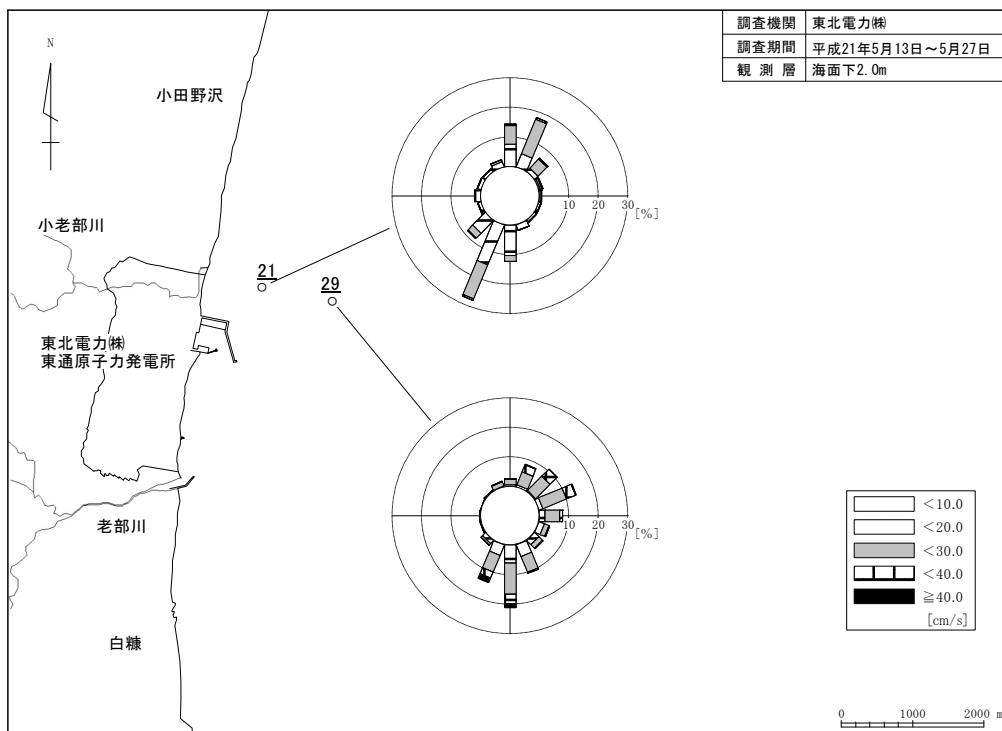 調査機関 東北電力㈱
調査期間 平成21年5月13日～5月27日
観 測 層 海面下2.0m
N
小田野沢
10 20 30
[%]
小老部川
21
29
東北電力㈱
東通原子力発電所
10 20 30
[%]
老部川
白糠
<10.0
<20.0
<30.0
<40.0
≧40.0
[cm/s]
0 1000 2000 m